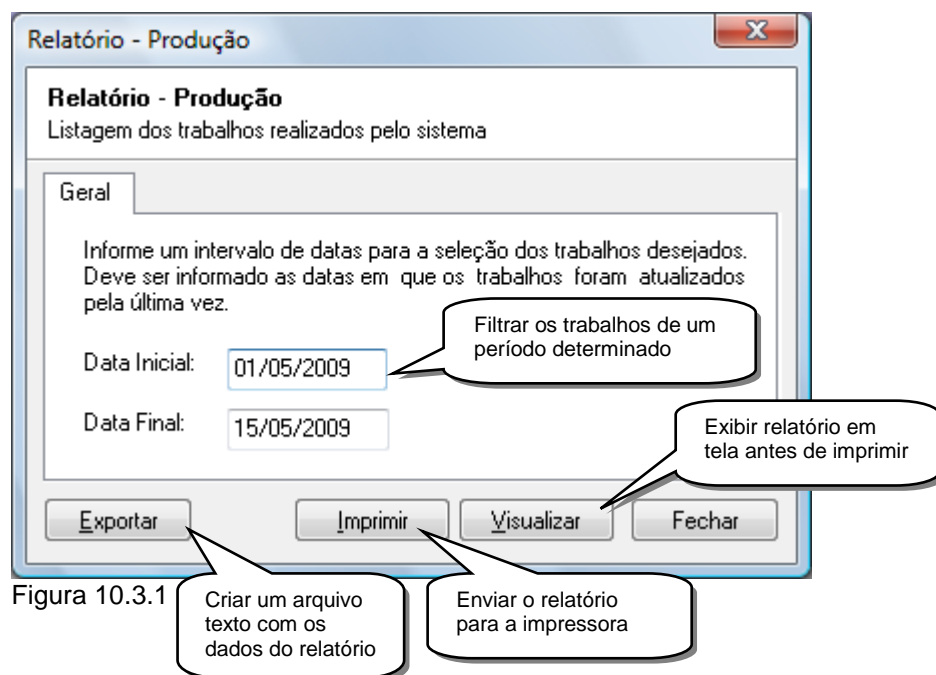 Relatório - Produção
X
Relatório - Produção
Listagem dos trabalhos realizados pelo sistema
Geral
Informe um intervalo de datas para a seleção dos trabalhos desejados.
Deve ser informado as datas em que os trabalhos foram atualizados
pela última vez.
Filtrar os trabalhos de um
período determinado
Data Inicial: 01/05/2009
Data Final: 15/05/2009
Exibir relatório em
tela antes de imprimir
Exportar Imprimir Visualizar Fechar
Figura 10.3.1
Criar um arquivo
texto com os
dados do relatório
Enviar o relatório
para a impressora